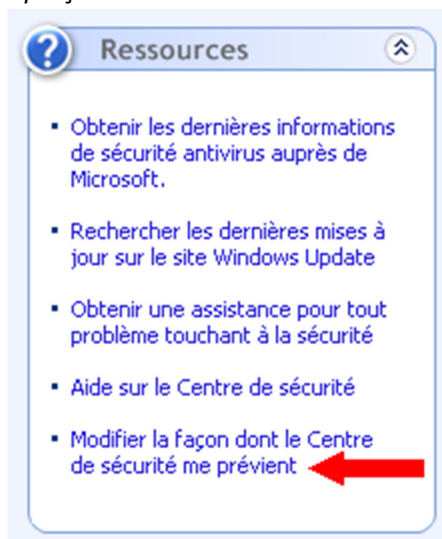 Ressources
Obtenir les dernières informations
de sécurité antivirus auprès de
Microsoft.
Rechercher les dernières mises à
jour sur le site Windows Update
Obtenir une assistance pour tout
problème touchant à la sécurité
Aide sur le Centre de sécurité
Modifier la façon dont le Centre
de sécurité me prévient